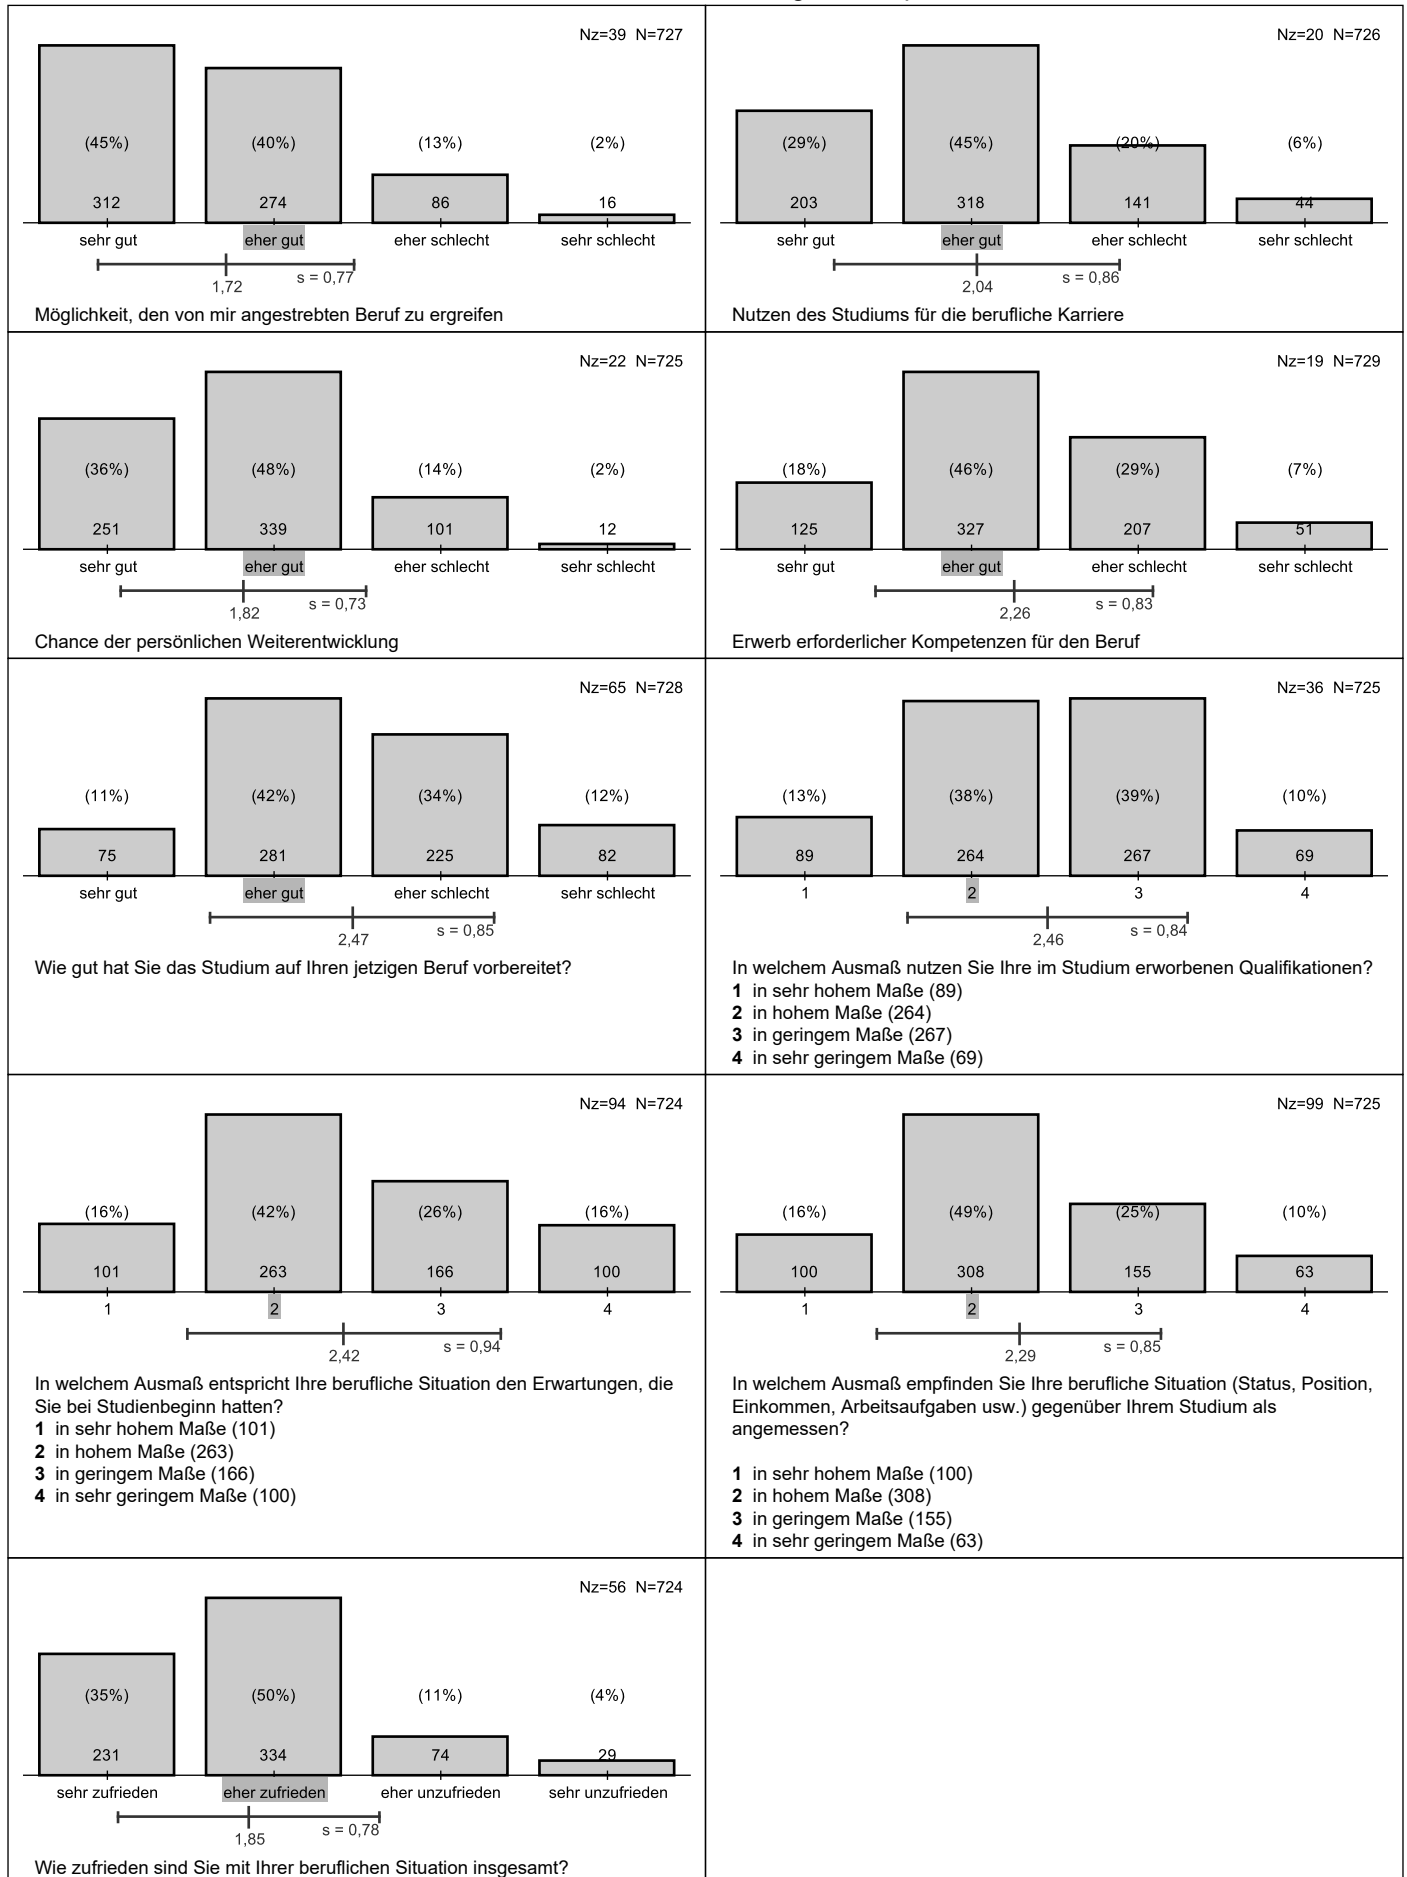 Nz=39 N=727
(45%) (40%) (13%) (2%)
312 274 86 16
sehr gut eher gut eher schlecht sehr schlecht
s = 0,77
1,72
Möglichkeit, den von mir angestrebten Beruf zu ergreifen
Nz=20 N=726
(29%) (45%) (20%) (6%)
203 318 141 44
sehr gut eher gut eher schlecht sehr schlecht
s = 0,86
2,04
Nutzen des Studiums für die berufliche Karriere
Nz=22 N=725
(36%) (48%) (14%) (2%)
251 339 101 12
sehr gut eher gut eher schlecht sehr schlecht
s = 0,73
1,82
Chance der persönlichen Weiterentwicklung
Nz=19 N=729
(18%) (46%) (29%) (7%)
125 327 207 51
sehr gut eher gut eher schlecht sehr schlecht
s = 0,83
2,26
Erwerb erforderlicher Kompetenzen für den Beruf
Nz=65 N=728
(11%) (42%) (34%) (12%)
75 281 225 82
sehr gut eher gut eher schlecht sehr schlecht
s = 0,85
2,47
Wie gut hat Sie das Studium auf Ihren jetzigen Beruf vorbereitet?
Nz=36 N=725
(13%) (38%) (39%) (10%)
89 264 267 69
1 2 3 4
s = 0,84
2,46
In welchem Ausmaß nutzen Sie Ihre im Studium erworbenen Qualifikationen?
1 in sehr hohem Maße (89)
2 in hohem Maße (264)
3 in geringem Maße (267)
4 in sehr geringem Maße (69)
Nz=94 N=724
(16%) (42%) (26%) (16%)
101 263 166 100
1 2 3 4
s = 0,94
2,42
In welchem Ausmaß entspricht Ihre berufliche Situation den Erwartungen, die
Sie bei Studienbeginn hatten?
1 in sehr hohem Maße (101)
2 in hohem Maße (263)
3 in geringem Maße (166)
4 in sehr geringem Maße (100)
Nz=99 N=725
(16%) (49%) (25%) (10%)
100 308 155 63
1 2 3 4
s = 0,85
2,29
In welchem Ausmaß empfinden Sie Ihre berufliche Situation (Status, Position,
Einkommen, Arbeitsaufgaben usw.) gegenüber Ihrem Studium als
angemessen?
1 in sehr hohem Maße (100)
2 in hohem Maße (308)
3 in geringem Maße (155)
4 in sehr geringem Maße (63)
Nz=56 N=724
(35%) (50%) (11%) (4%)
231 334 74 29
sehr zufrieden eher zufrieden eher unzufrieden sehr unzufrieden
s = 0,78
1,85
Wie zufrieden sind Sie mit Ihrer beruflichen Situation insgesamt?